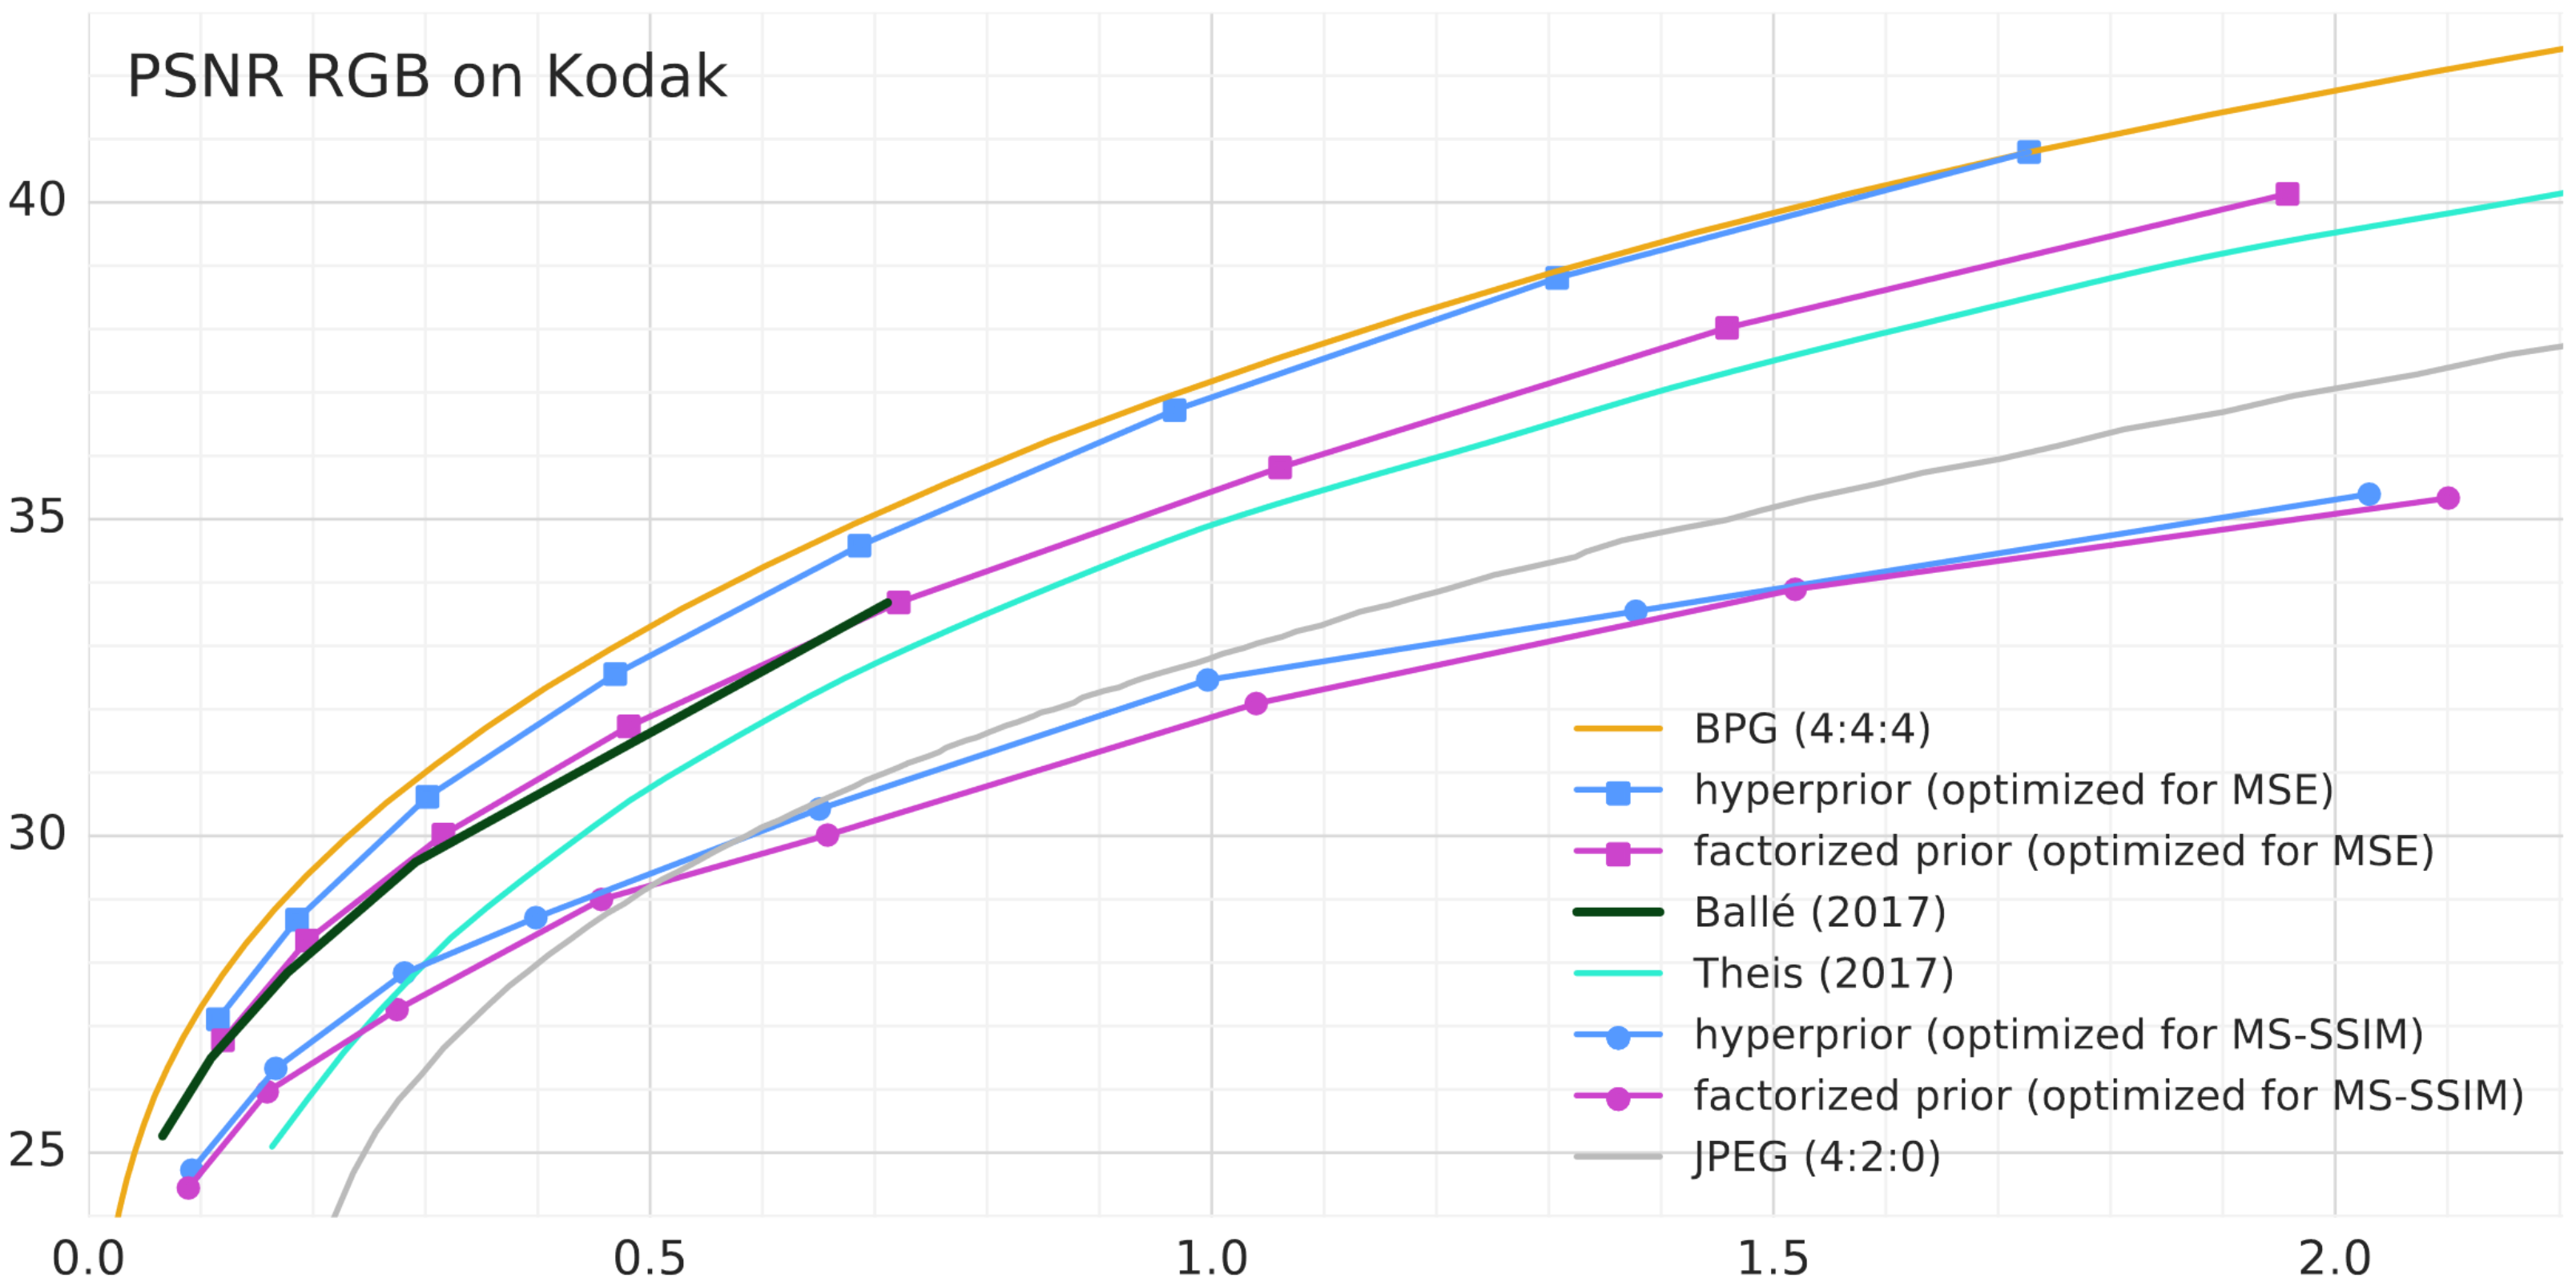 PSNR RGB on Kodak
40
35
30
25
BPG (4:4:4)
hyperprior (optimized for MSE)
factorized prior (optimized for MSE)
Ballé (2017)
Theis (2017)
hyperprior (optimized for MS-SSIM)
factorized prior (optimized for MS-SSIM)
JPEG (4:2:0)
0.0 0.5 1.0 1.5 2.0